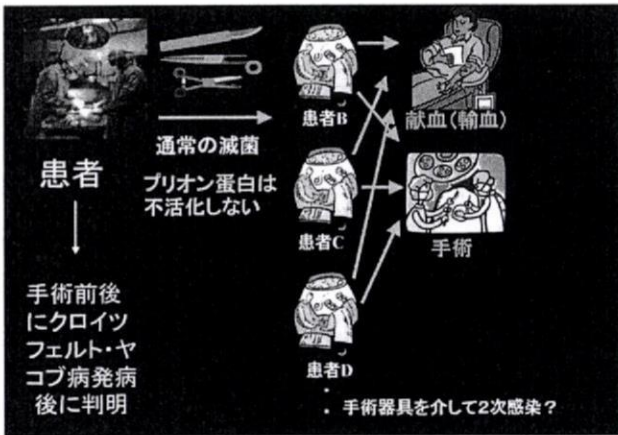 患者
手術前後
にクロイツ
フェルト・ヤ
コブ病発病
後に判明
通常の滅菌
プリオン蛋白は
不活化しない
患者B
患者C
患者D
献血(輸血)
手術
手術器具を介して2次感染?